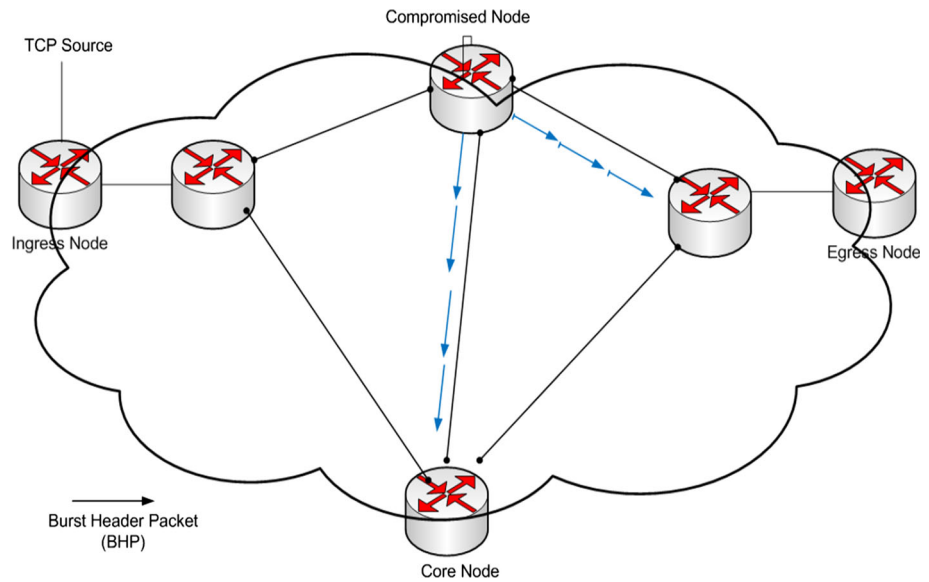 Compromised Node
TCP Source
Ingress Node
Egress Node
Burst Header Packet
(BHP)
Core Node